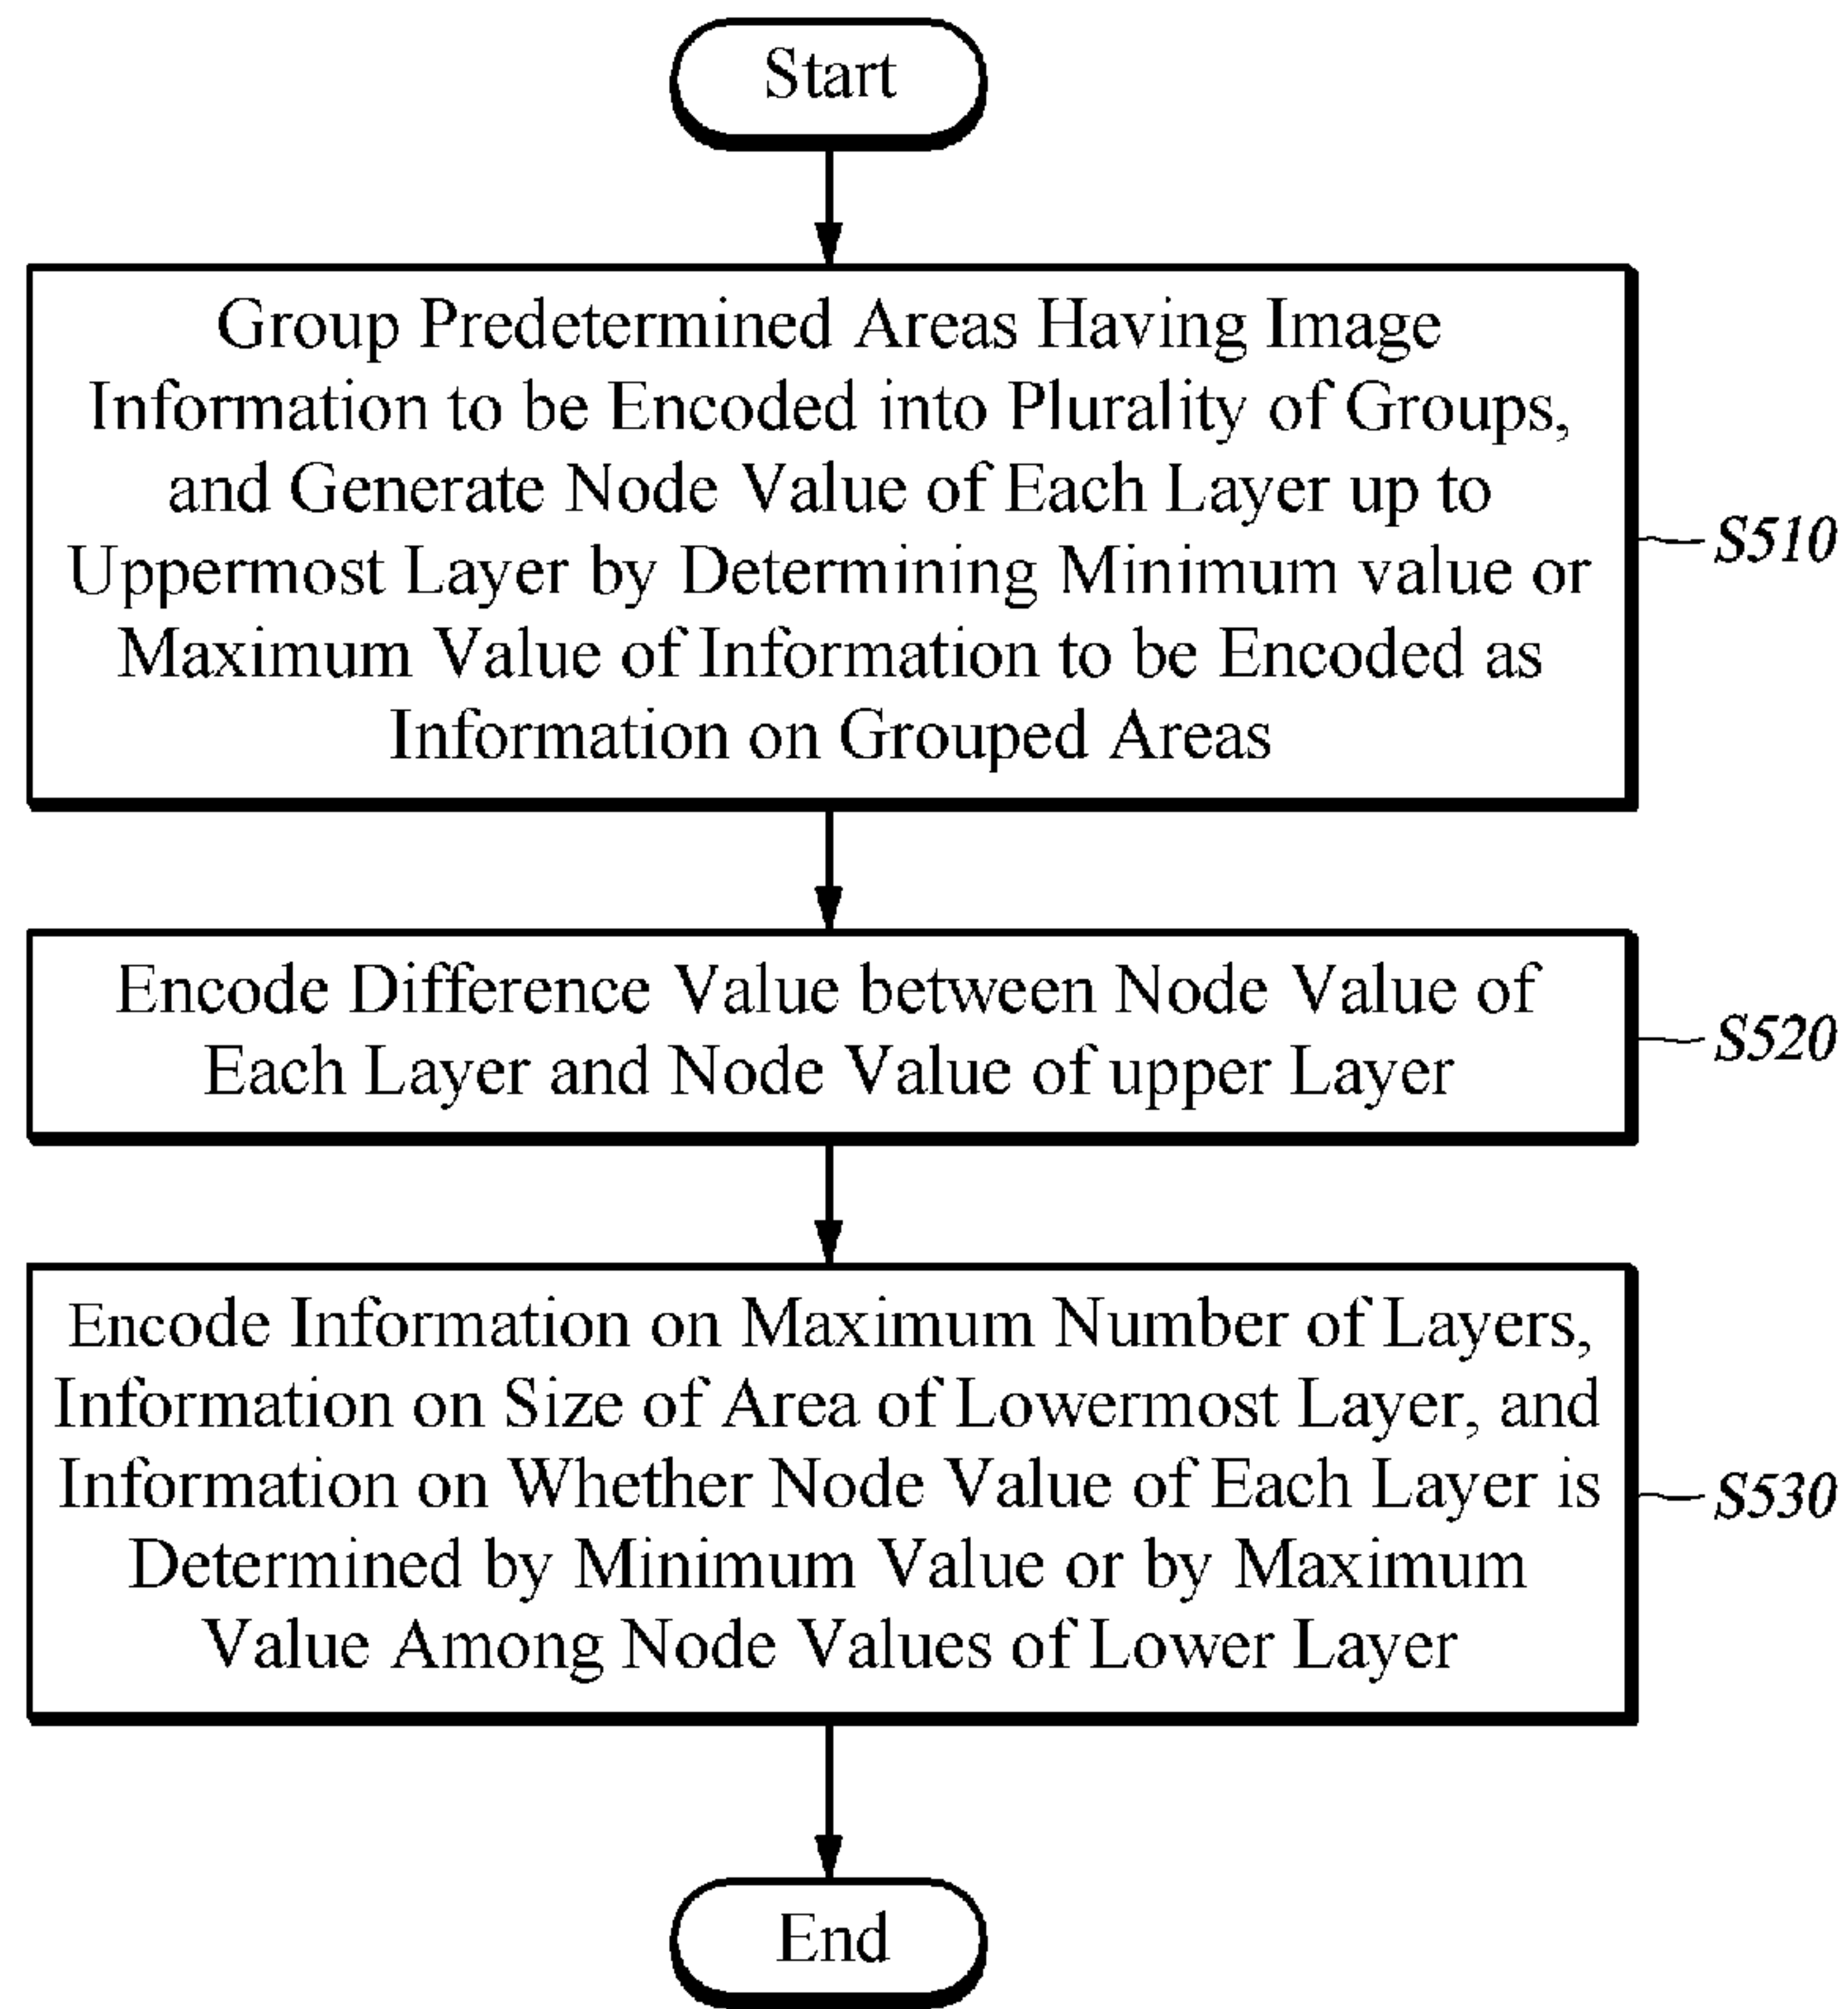 Start
Group Predetermined Areas Having Image
Information to be Encoded into Plurality of Groups,
and Generate Node Value of Each Layer up to
Uppermost Layer by Determining Minimum value or
Maximum Value of Information to be Encoded as
Information on Grouped Areas
S510
Encode Difference Value between Node Value of
Each Layer and Node Value of upper Layer
S520
Encode Information on Maximum Number of Layers,
Information on Size of Area of Lowermost Layer, and
Information on Whether Node Value of Each Layer is
Determined by Minimum Value or by Maximum
Value Among Node Values of Lower Layer
S530
End